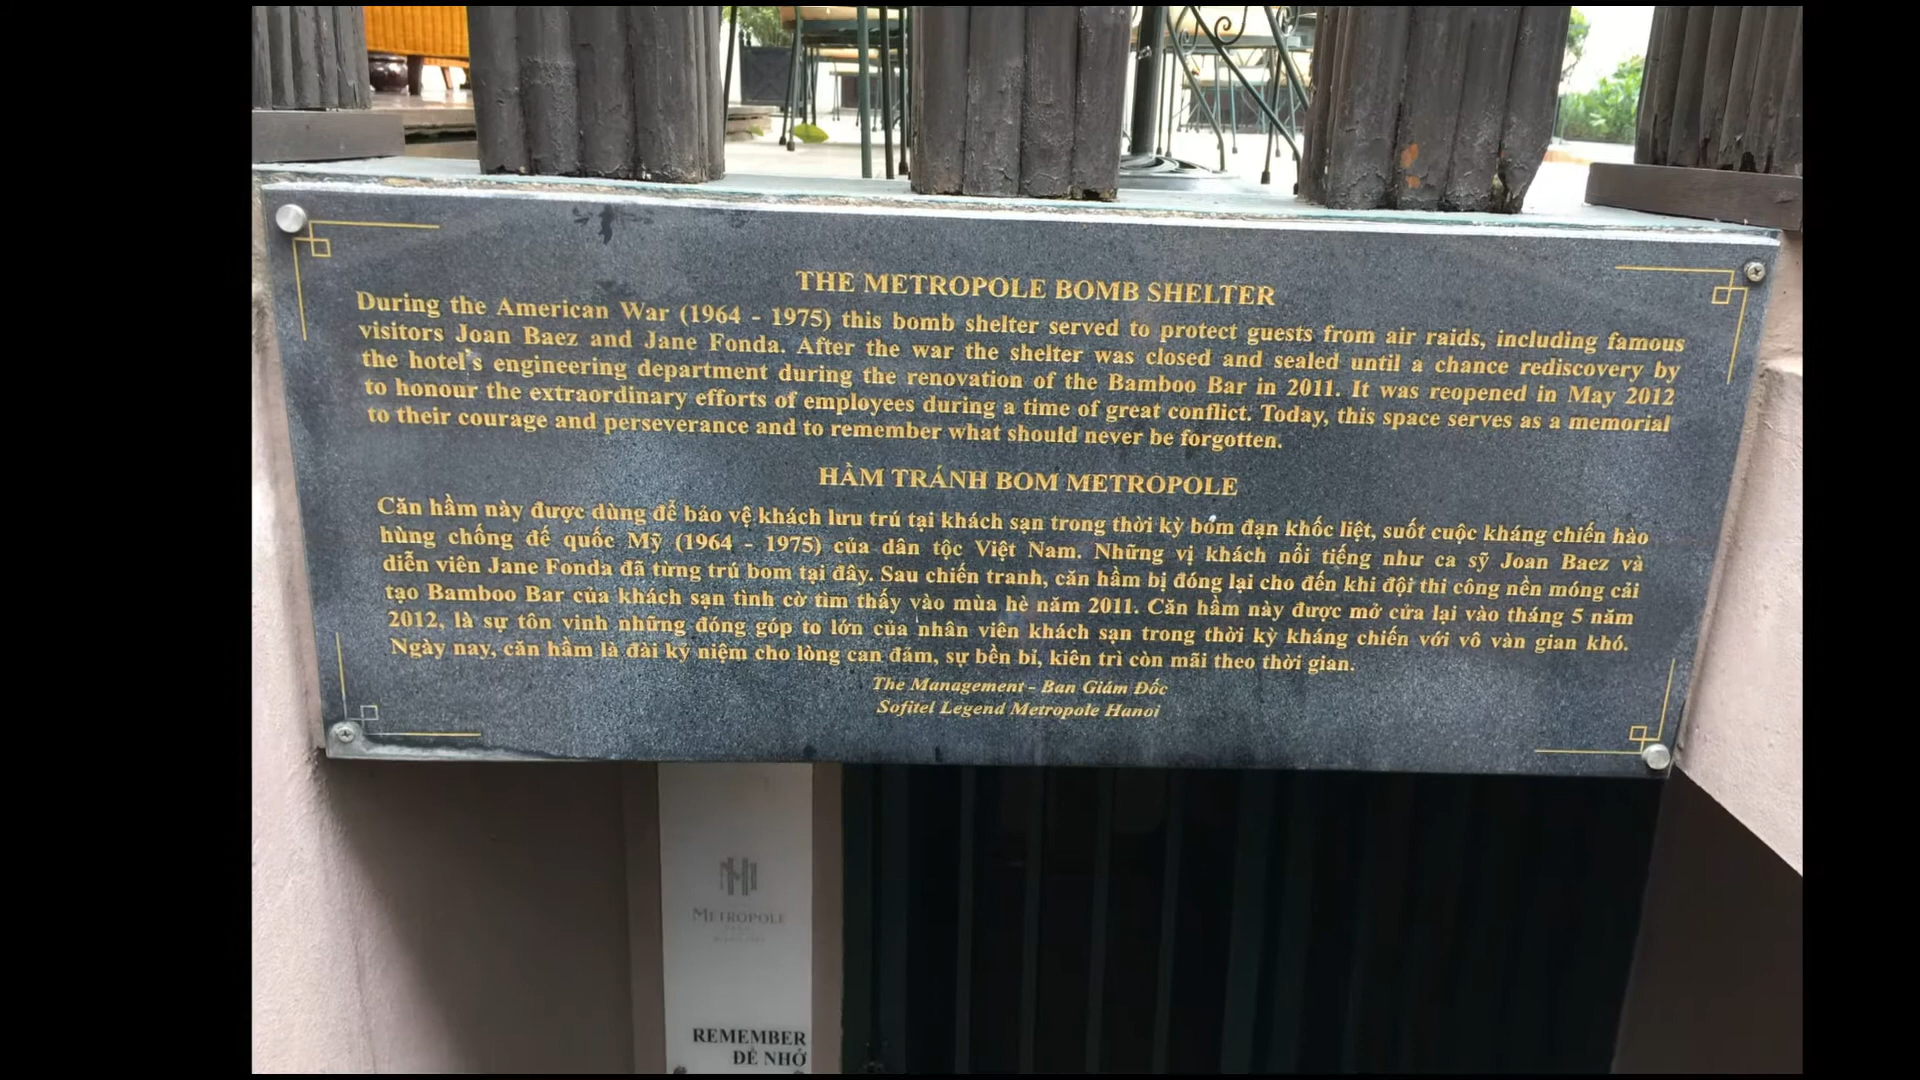 THE METROPOLE BOMB SHELTER
During the American War (1964 - 1975) this bomb shelter served to protect guests from air raids, including famous
visitors Joan Baez and Jane Fonda. After the war the shelter was closed and sealed until a chance rediscovery by
the hotel's engineering department during the renovation of the Bamboo Bar in 2011. It was reopened in May 2012
to honour the extraordinary efforts of employees during a time of great conflict. Today, this space serves as a memorial
to their courage and perseverance and to remember what should never be forgotten.
HẦM TRÁNH BOM METROPOLE
Căn hầm này được dùng để bảo vệ khách lưu trú tại khách sạn trong thời kỳ bom đạn khốc liệt, suốt cuộc kháng chiến hào
hùng chống đế quốc Mỹ (1964 - 1975) của dân tộc Việt Nam. Những vị khách nổi tiếng như ca sỹ Joan Baez và
diễn viên Jane Fonda đã từng trú bom tại đây. Sau chiến tranh, căn hầm bị đóng lại cho đến khi đội thi công nền móng cải
tạo Bamboo Bar của khách sạn tình cờ tìm thấy vào mùa hè năm 2011. Căn hầm này được mở cửa lại vào tháng 5 năm
2012, là sự tôn vinh những đóng góp to lớn của nhân viên khách sạn trong thời kỳ kháng chiến với vô vàn gian khó.
Ngày nay, căn hầm là đài kỷ niệm cho lòng can đảm, sự bền bỉ, kiên trì còn mãi theo thời gian.
The Management - Ban Giám Đốc
Sofitel Legend Metropole Hanoi
METROPOLE
REMEMBER
ĐỂ NHỚ